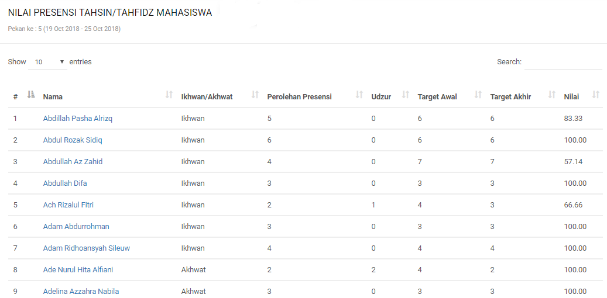 NILAI PRESENSI TAHSIN/TAHFIDZ MAHASISWA
Pekan ke : 5 (19 Oct 2018 - 25 Oct 2018)
Show 10 entries Search:
# Nama Ikhwan/Akhwat Perolehan Presensi Udzur Target Awal Target Akhir Nilai
1 Abdillah Pasha Alrizq Ikhwan 5 0 6 6 83.33
2 Abdul Rozak Sidiq Ikhwan 6 0 6 6 100.00
3 Abdullah Az Zahid Ikhwan 4 0 7 7 57.14
4 Abdullah Difa Ikhwan 3 0 3 3 100.00
5 Ach Rizalul Fitri Ikhwan 2 1 4 3 66.66
6 Adam Abdurrohman Ikhwan 3 0 3 3 100.00
7 Adam Ridhoansyah Sileuw Ikhwan 4 0 4 4 100.00
8 Ade Nurul Hita Alfiani Akhwat 2 2 4 2 100.00
9 Adelina Azzahra Nabila Akhwat 3 0 3 3 100.00